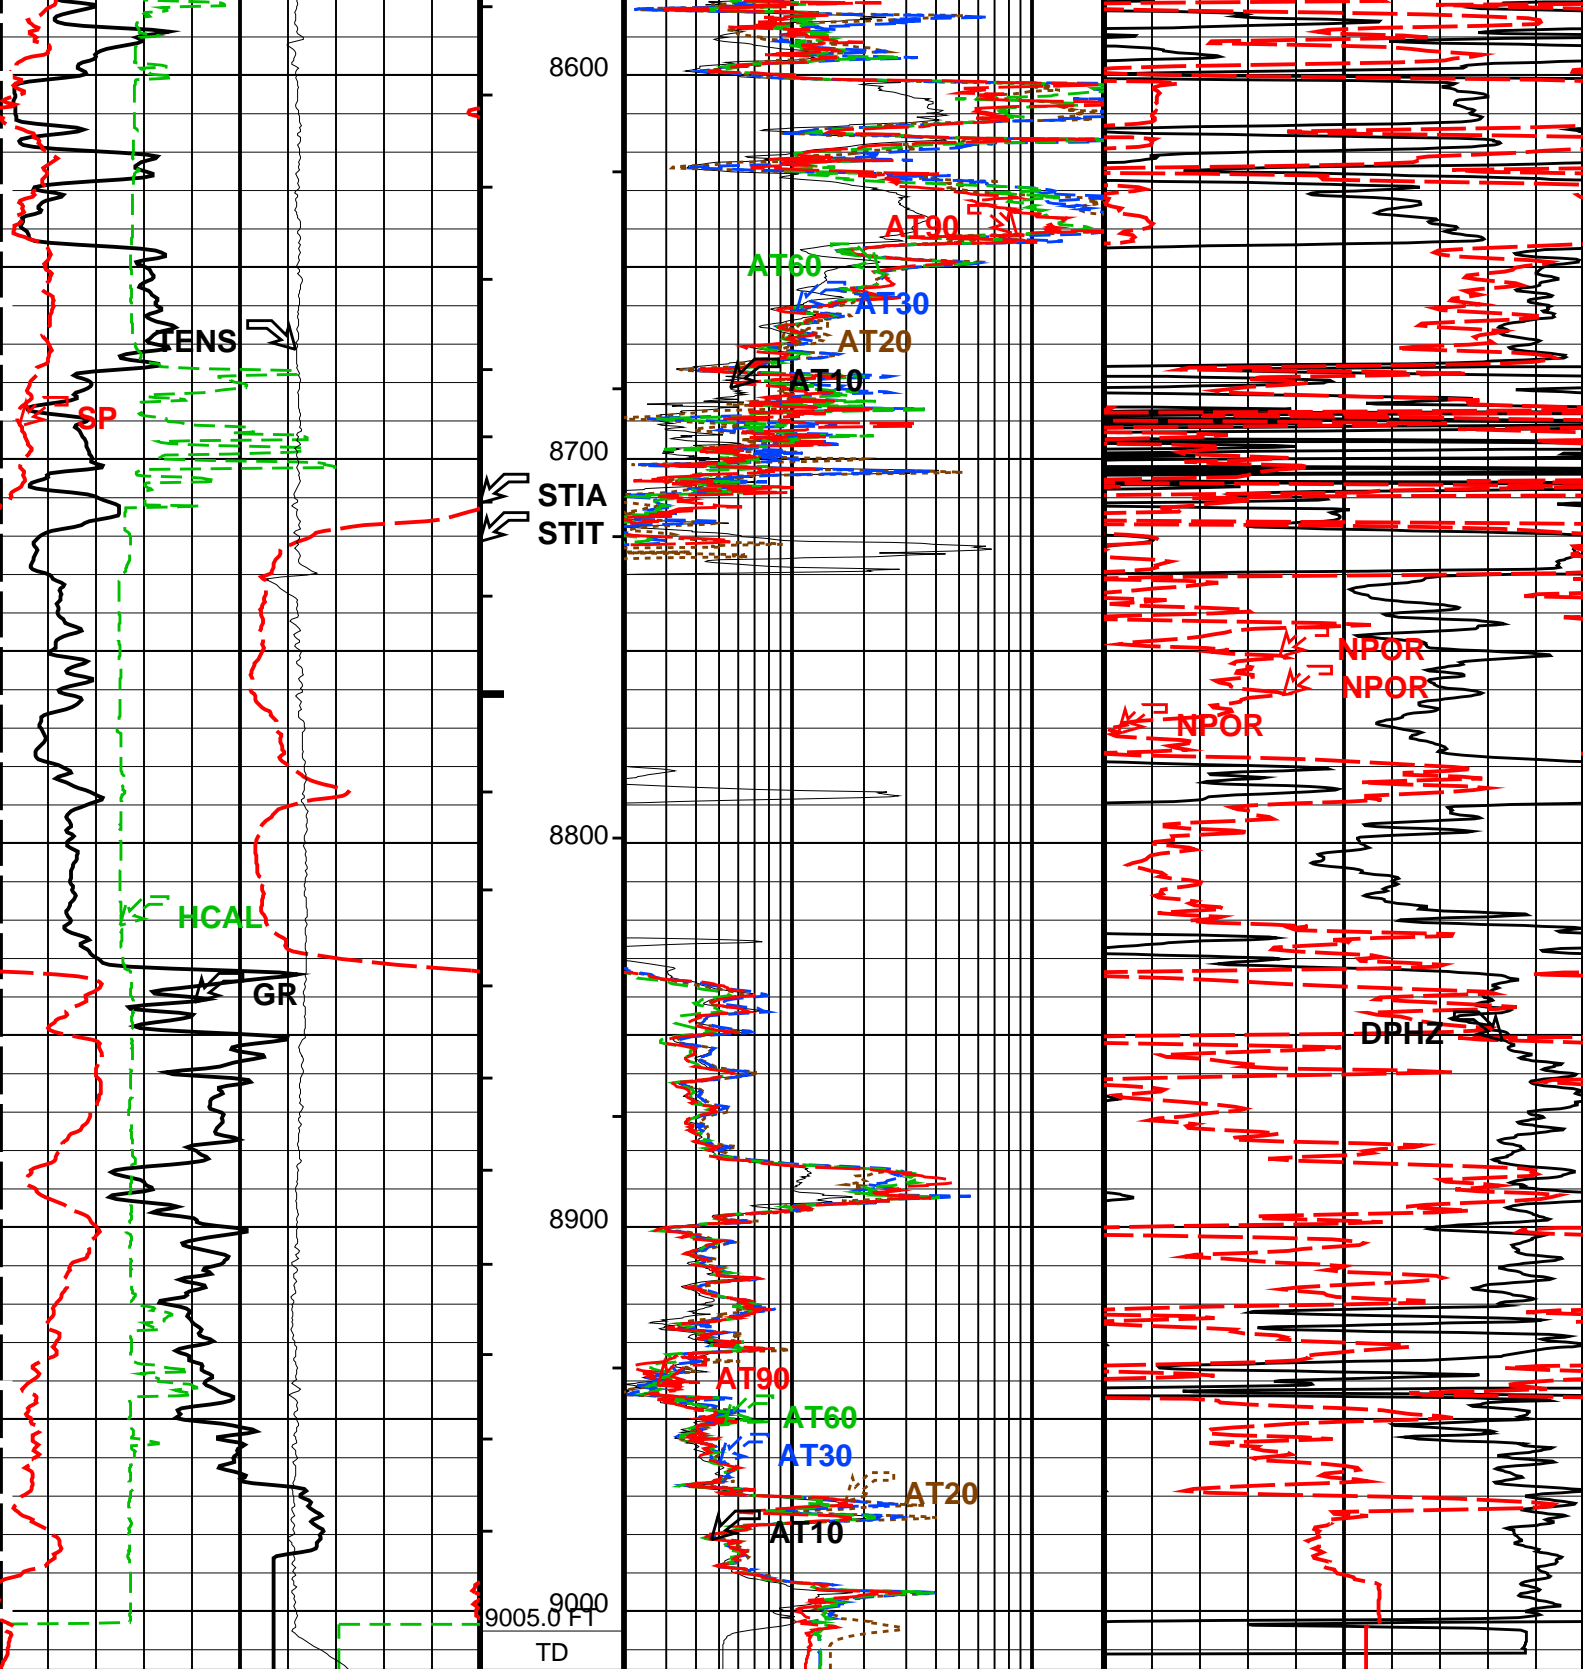 8600
AT90
AT60
AT30
TENS
AT20
AT10
SP
8700
STIA
STIT
NPOR
NPOR
NPOR
8800
HCAL
GR
DPHZ
8900
AT90
AT60
AT30
AT20
AT10
9000
9005.0 FT
TD